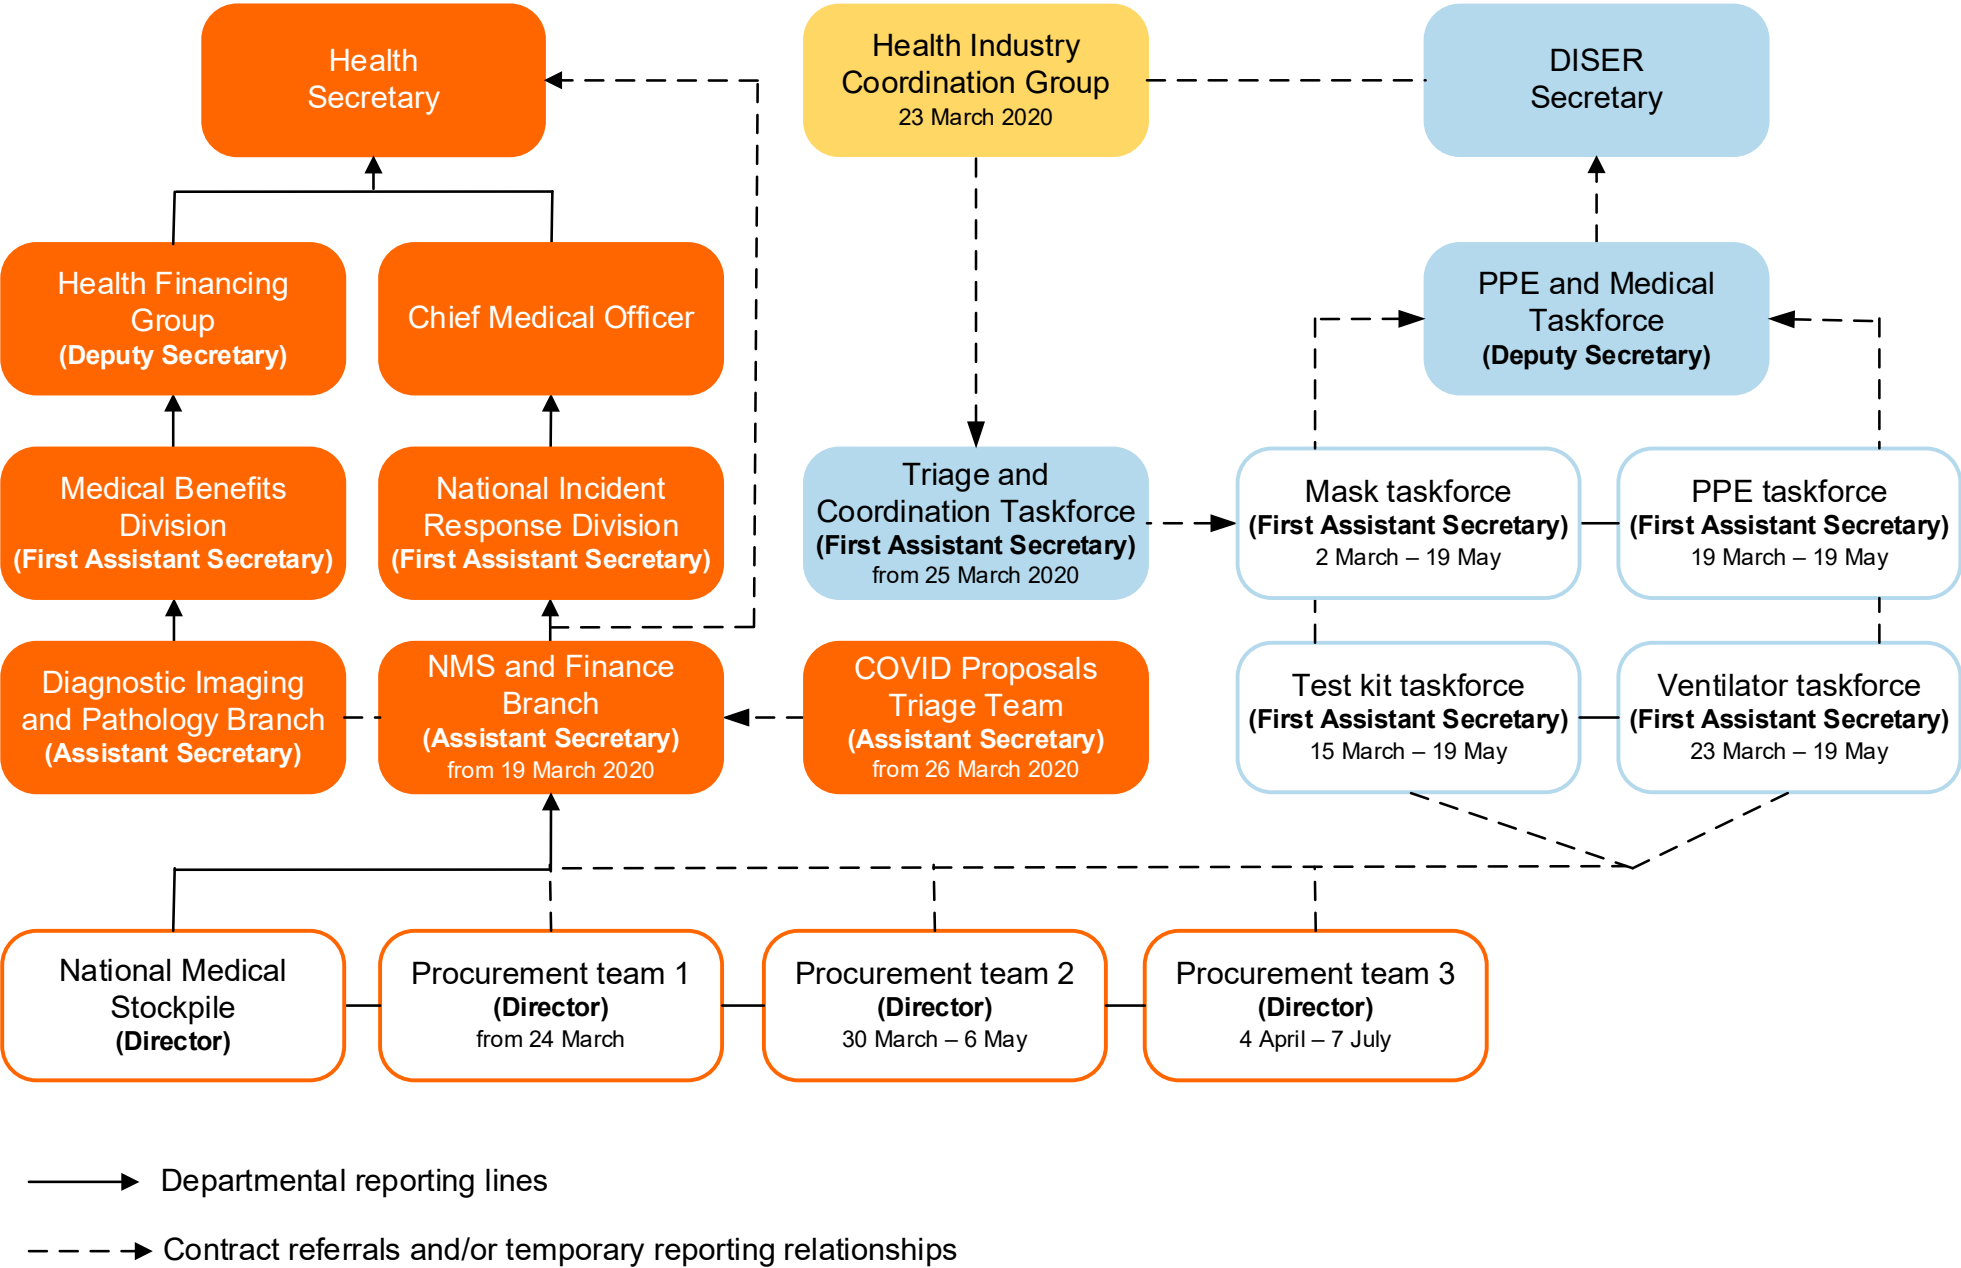 Health
Secretary
Health Industry
Coordination Group
23 March 2020
DISER
Secretary
Health Financing
Group
(Deputy Secretary)
Chief Medical Officer
PPE and Medical
Taskforce
(Deputy Secretary)
Medical Benefits
Division
(First Assistant Secretary)
National Incident
Response Division
(First Assistant Secretary)
Triage and
Coordination Taskforce
(First Assistant Secretary)
from 25 March 2020
Mask taskforce
(First Assistant Secretary)
2 March – 19 May
PPE taskforce
(First Assistant Secretary)
19 March – 19 May
Diagnostic Imaging
and Pathology Branch
(Assistant Secretary)
NMS and Finance
Branch
(Assistant Secretary)
from 19 March 2020
COVID Proposals
Triage Team
(Assistant Secretary)
from 26 March 2020
Test kit taskforce
(First Assistant Secretary)
15 March – 19 May
Ventilator taskforce
(First Assistant Secretary)
23 March – 19 May
National Medical
Stockpile
(Director)
Procurement team 1
(Director)
from 24 March
Procurement team 2
(Director)
30 March – 6 May
Procurement team 3
(Director)
4 April – 7 July
Departmental reporting lines
Contract referrals and/or temporary reporting relationships